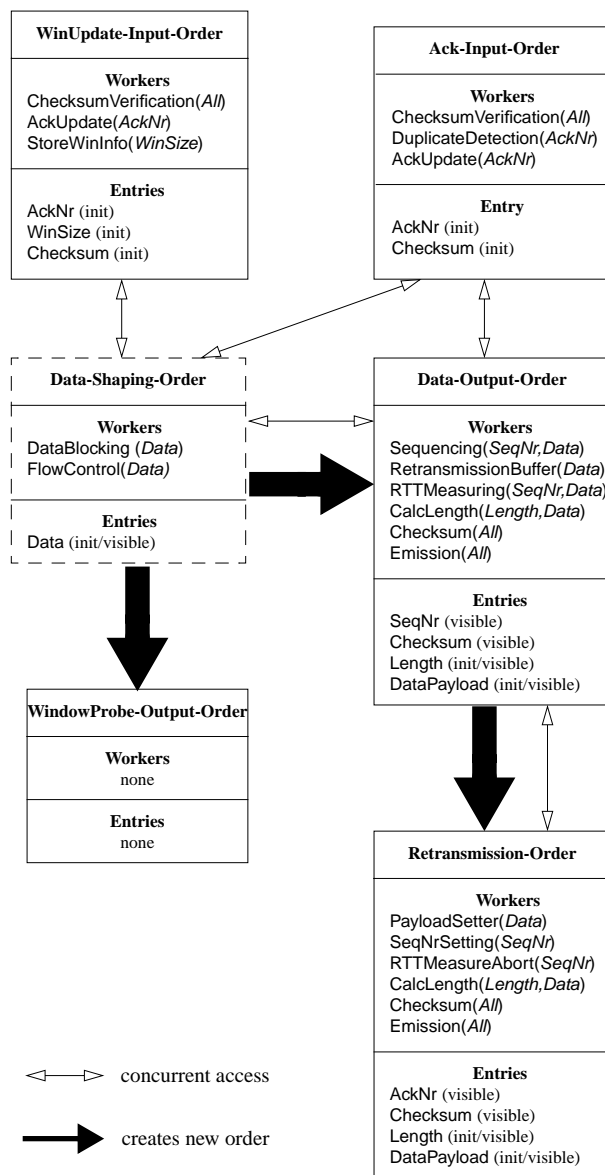 WinUpdate-Input-Order
Workers
ChecksumVerification(All)
AckUpdate(AckNr)
StoreWinInfo(WinSize)
Entries
AckNr (init)
WinSize (init)
Checksum (init)
Ack-Input-Order
Workers
ChecksumVerification(All)
DuplicateDetection(AckNr)
AckUpdate(AckNr)
Entry
AckNr (init)
Checksum (init)
Data-Shaping-Order
Workers
DataBlocking (Data)
FlowControl(Data)
Entries
Data (init/visible)
Data-Output-Order
Workers
Sequencing(SeqNr,Data)
RetransmissionBuffer(Data)
RTTMeasuring(SeqNr,Data)
CalcLength(Length,Data)
Checksum(All)
Emission(All)
Entries
SeqNr (visible)
Checksum (visible)
Length (init/visible)
DataPayload (init/visible)
WindowProbe-Output-Order
Workers
none
Entries
none
Retransmission-Order
Workers
PayloadSetter(Data)
SeqNrSetting(SeqNr)
RTTMeasureAbort(SeqNr)
CalcLength(Length,Data)
Checksum(All)
Emission(All)
Entries
AckNr (visible)
Checksum (visible)
Length (init/visible)
DataPayload (init/visible)
concurrent access
creates new order